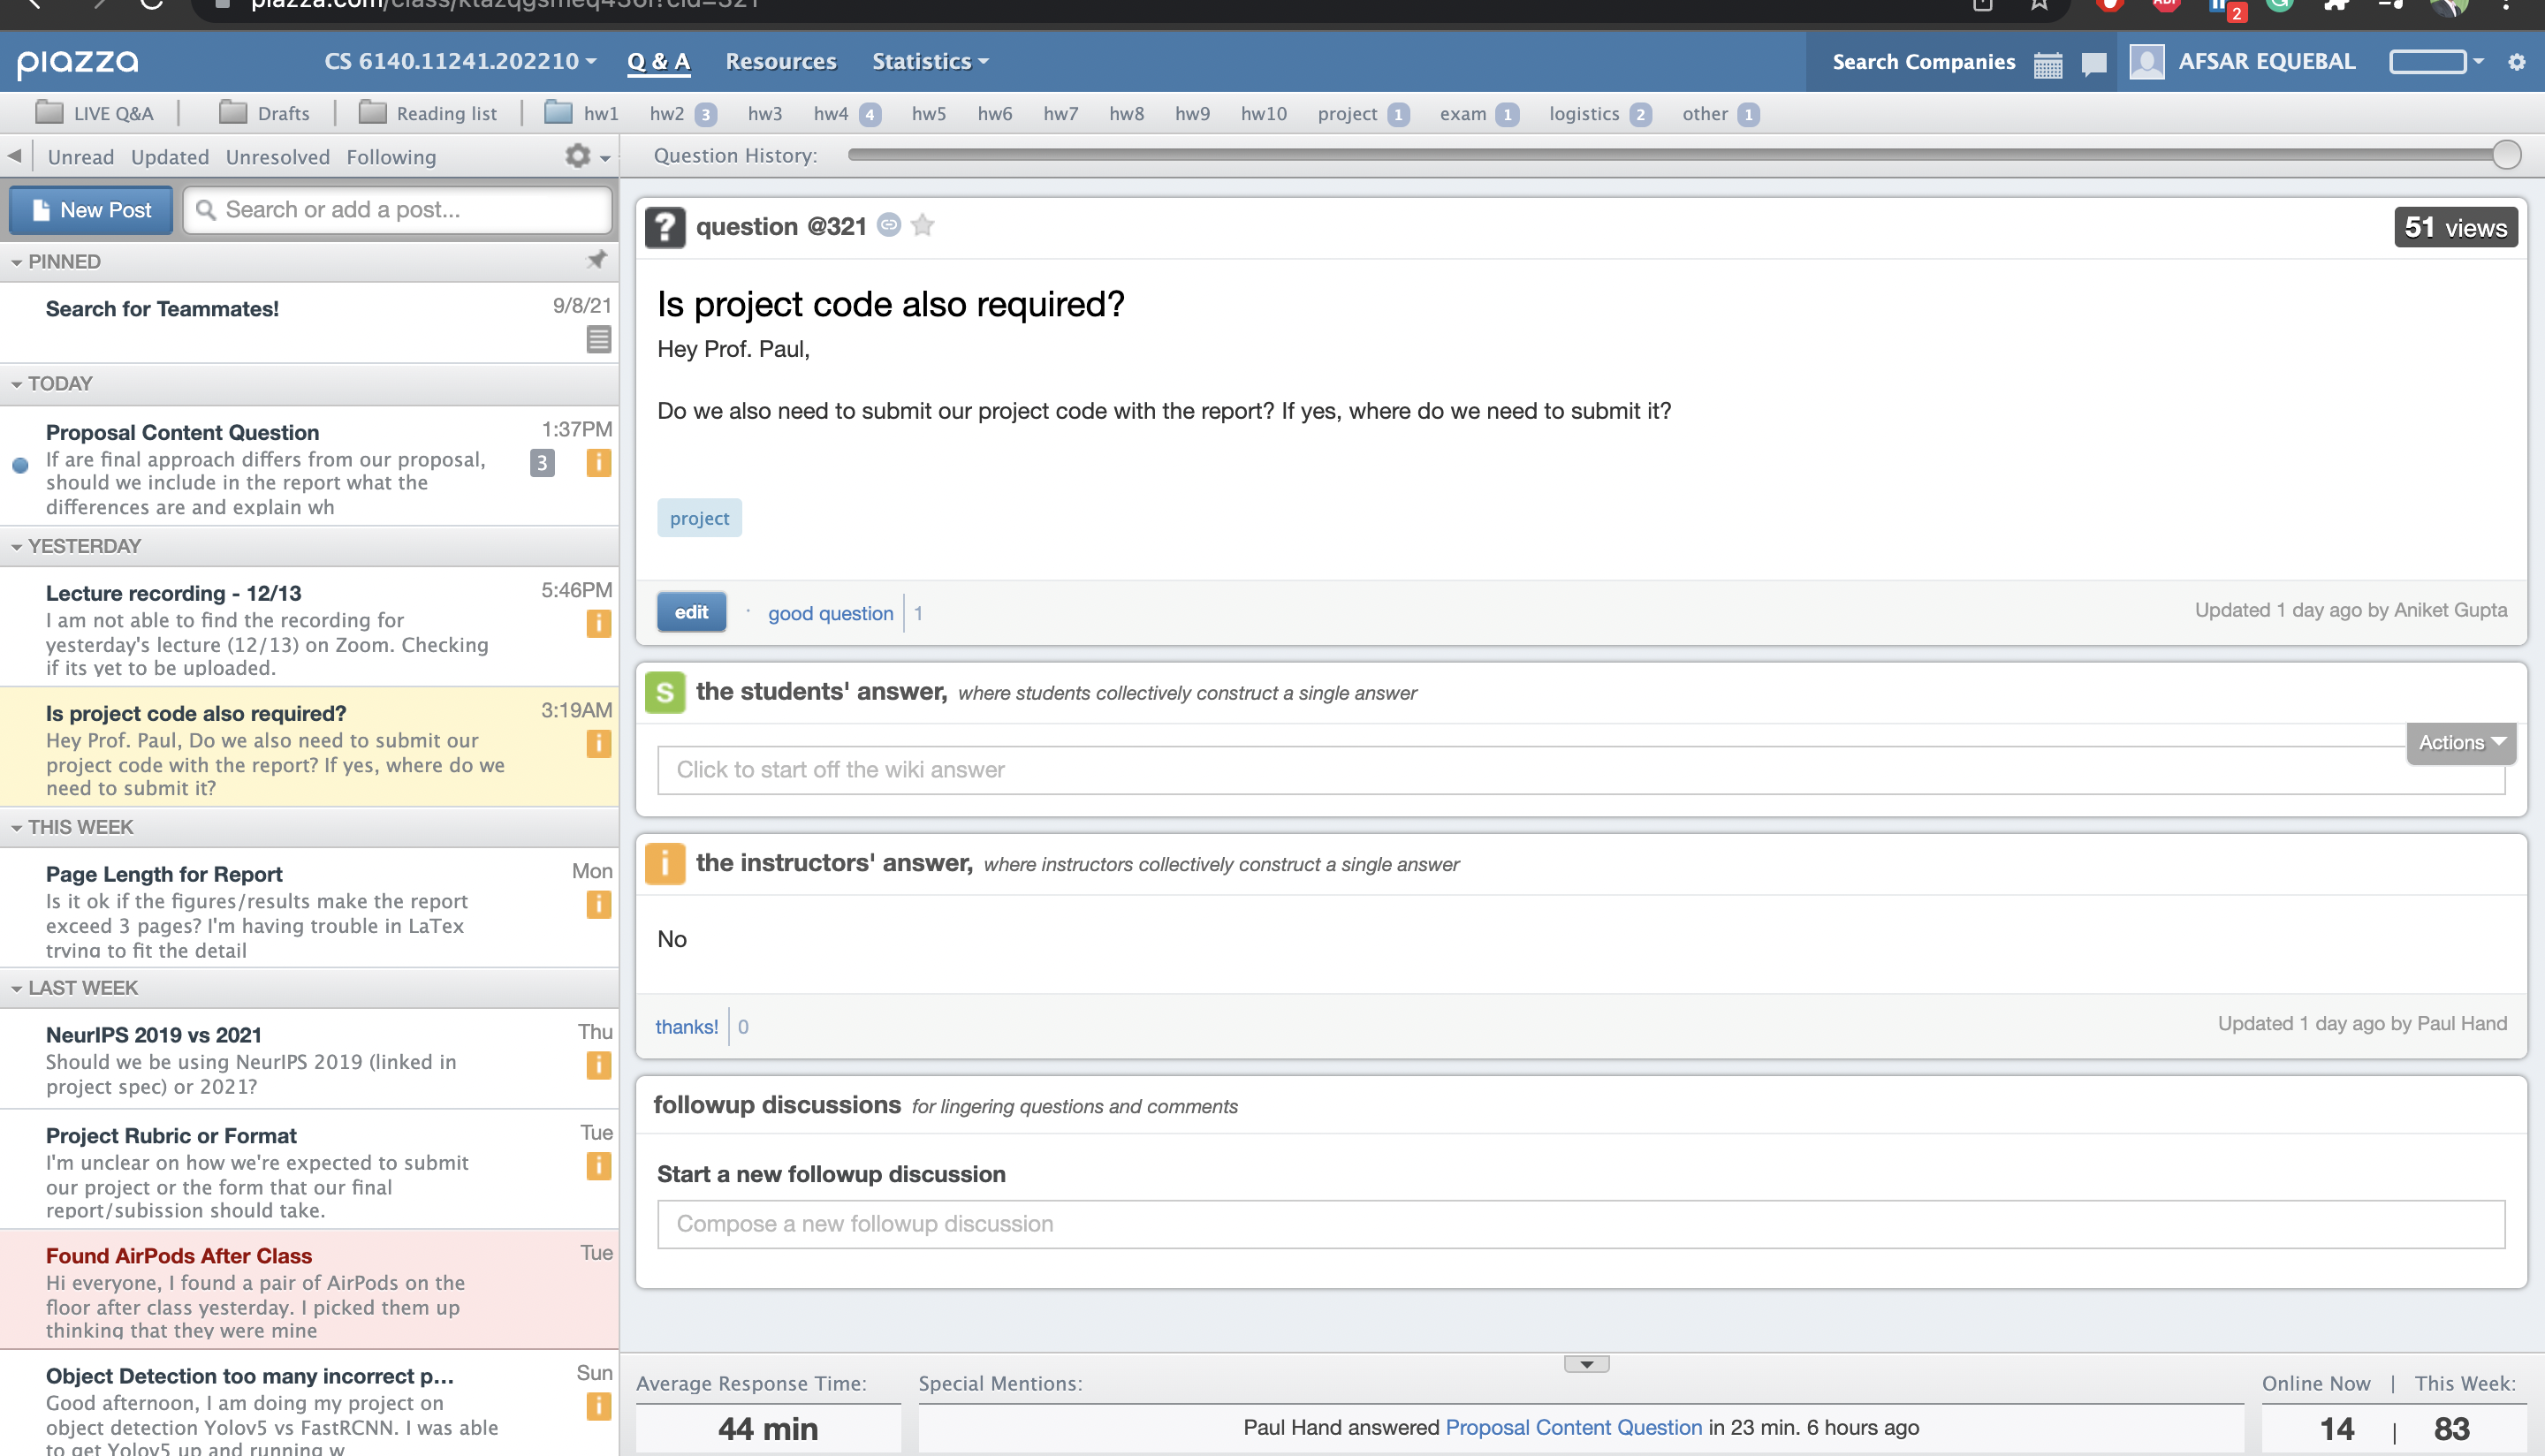 2
piazza
CS 6140.11241.202210
Q & A
Resources
Statistics
Search Companies
AFSAR EQUEBAL
LIVE Q&A
Drafts
Reading list
hw1
hw2 3
hw3
hw4 4
hw5
hw6
hw7
hw8
hw9
hw10
project 1
exam 1
logistics 2
other 1
Unread Updated Unresolved Following
New Post
Search or add a post...
PINNED
Search for Teammates!
9/8/21
TODAY
Proposal Content Question
1:37PM
If are final approach differs from our proposal,
should we include in the report what the
differences are and explain wh
3
i
YESTERDAY
Lecture recording - 12/13
5:46PM
I am not able to find the recording for
yesterday's lecture (12/13) on Zoom. Checking
if its yet to be uploaded.
i
Is project code also required?
3:19AM
Hey Prof. Paul, Do we also need to submit our
project code with the report? If yes, where do we
need to submit it?
i
THIS WEEK
Page Length for Report
Mon
Is it ok if the figures/results make the report
exceed 3 pages? I'm having trouble in LaTex
trying to fit the detail
i
LAST WEEK
NeurIPS 2019 vs 2021
Thu
Should we be using NeurIPS 2019 (linked in
project spec) or 2021?
i
Project Rubric or Format
Tue
I'm unclear on how we're expected to submit
our project or the form that our final
report/subission should take.
i
Found AirPods After Class
Tue
Hi everyone, I found a pair of AirPods on the
floor after class yesterday. I picked them up
thinking that they were mine
Object Detection too many incorrect p...
Sun
Good afternoon, I am doing my project on
object detection Yolov5 vs FastRCNN. I was able
to get Yolov5 up and running w
i
Question History:
? question @321
51 views
Is project code also required?
Hey Prof. Paul,
Do we also need to submit our project code with the report? If yes, where do we need to submit it?
project
edit · good question 1
Updated 1 day ago by Aniket Gupta
S the students' answer, where students collectively construct a single answer
Actions
Click to start off the wiki answer
i the instructors' answer, where instructors collectively construct a single answer
No
thanks! 0
Updated 1 day ago by Paul Hand
followup discussions for lingering questions and comments
Start a new followup discussion
Compose a new followup discussion
Average Response Time:
44 min
Special Mentions:
Paul Hand answered Proposal Content Question in 23 min. 6 hours ago
Online Now | This Week:
14 | 83